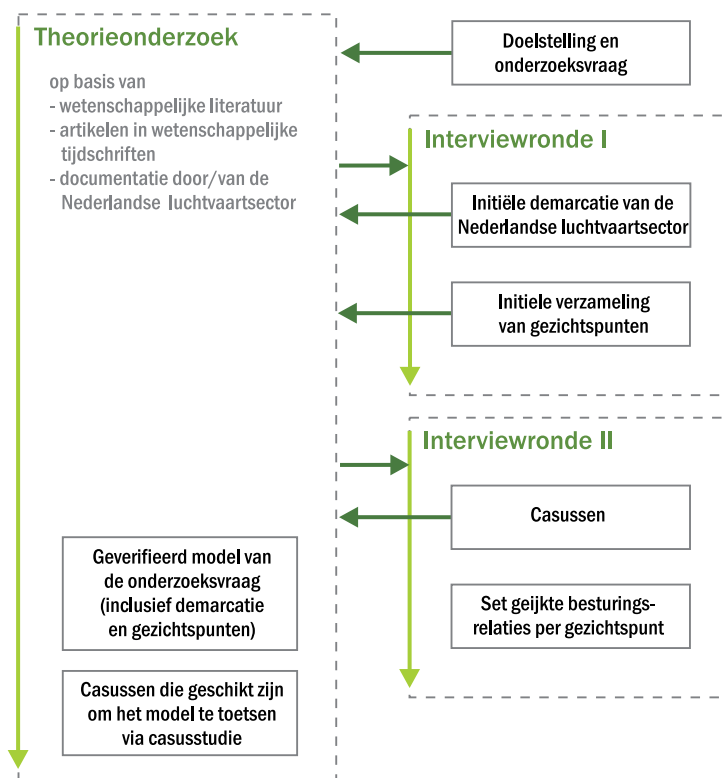 Theorieonderzoek
op basis van
- wetenschappelijke literatuur
- artikelen in wetenschappelijke
tijdschriften
- documentatie door/van de
Nederlandse luchtvaartsector
Geverifieerd model van
de onderzoeksvraag
(inclusief demarcatie
en gezichtspunten)
Casussen die geschikt zijn
om het model te toetsen
via casusstudie
Doelstelling en
onderzoeksvraag
Interviewronde I
Initiële demarcatie van de
Nederlandse luchtvaartsector
Initiele verzameling
van gezichtspunten
Interviewronde II
Casussen
Set geijkte besturings-
relaties per gezichtspunt